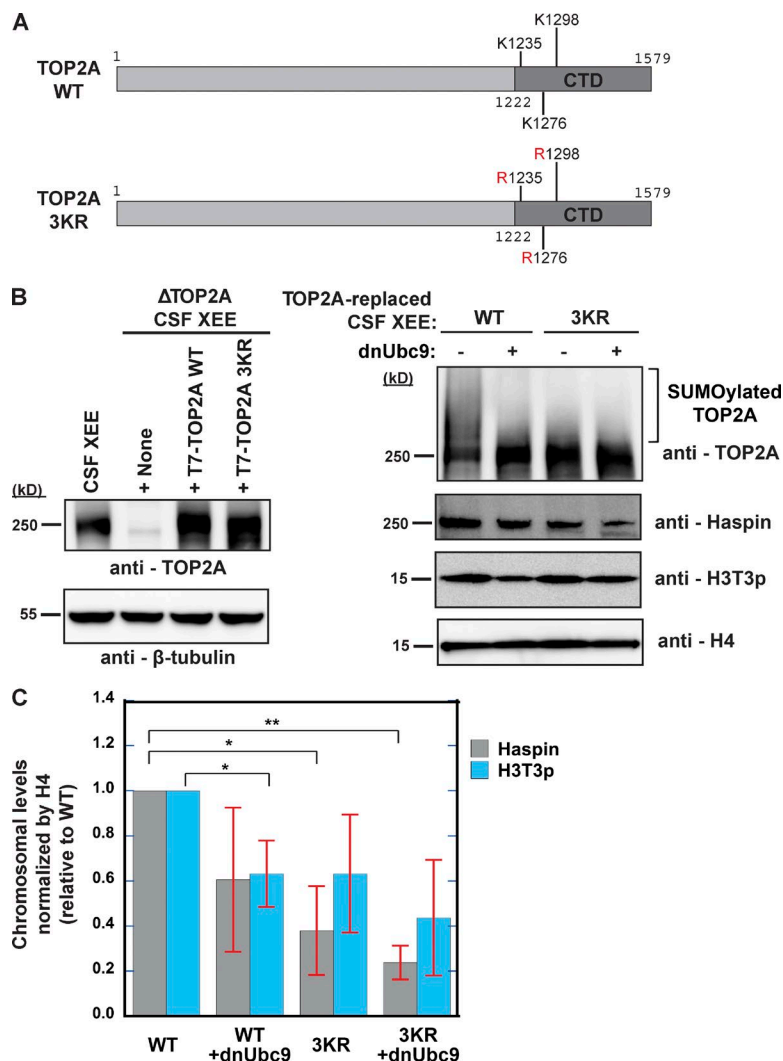 A
TOP2A
WT
1
K1235
K1298
1579
CTD
1222
K1276
TOP2A
3KR
1
R1235
R1298
1579
CTD
1222
R1276
B
ΔTOP2A
CSF XEE
(kD)
CSF XEE
+ None
+ T7-TOP2A WT
+ T7-TOP2A 3KR
250
anti - TOP2A
55
anti - β-tubulin
TOP2A-replaced
CSF XEE:
WT
3KR
dnUbc9:
- + - +
(kD)
SUMOylated
TOP2A
250
anti - TOP2A
250
anti - Haspin
15
anti - H3T3p
15
anti - H4
C
Chromosomal levels
normalized by H4
(relative to WT)
1.4
1.2
1.0
0.8
0.6
0.4
0.2
0.0
**
*
*
Haspin
H3T3p
WT
WT
+dnUbc9
3KR
3KR
+dnUbc9